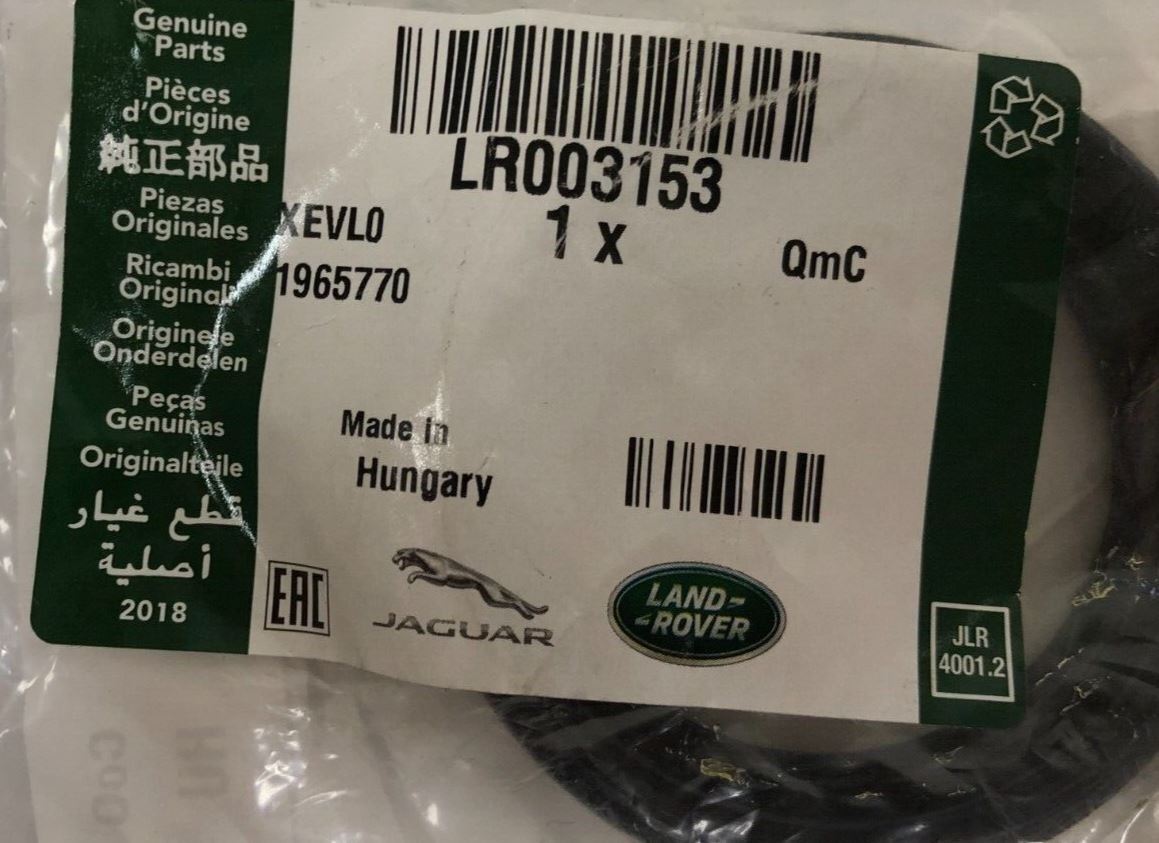 Genuine
Parts
Pièces
d'Origine
純正部品
Piezas
Originales
Ricambi
Originali
Originele
Onderdelen
Peças
Genuinas
Originalteile
قطع غيار
أصلية
2018
LR003153
XEVL0
1 x
QmC
1965770
Made in
Hungary
EAC
JAGUAR
LAND-
-ROVER
JLR
4001.2